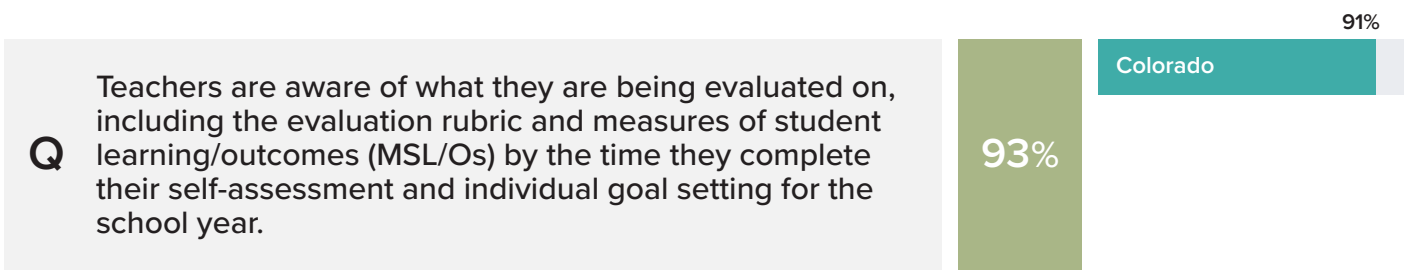 91%
Colorado
Q
Teachers are aware of what they are being evaluated on,
including the evaluation rubric and measures of student
learning/outcomes (MSL/Os) by the time they complete
their self-assessment and individual goal setting for the
school year.
93%